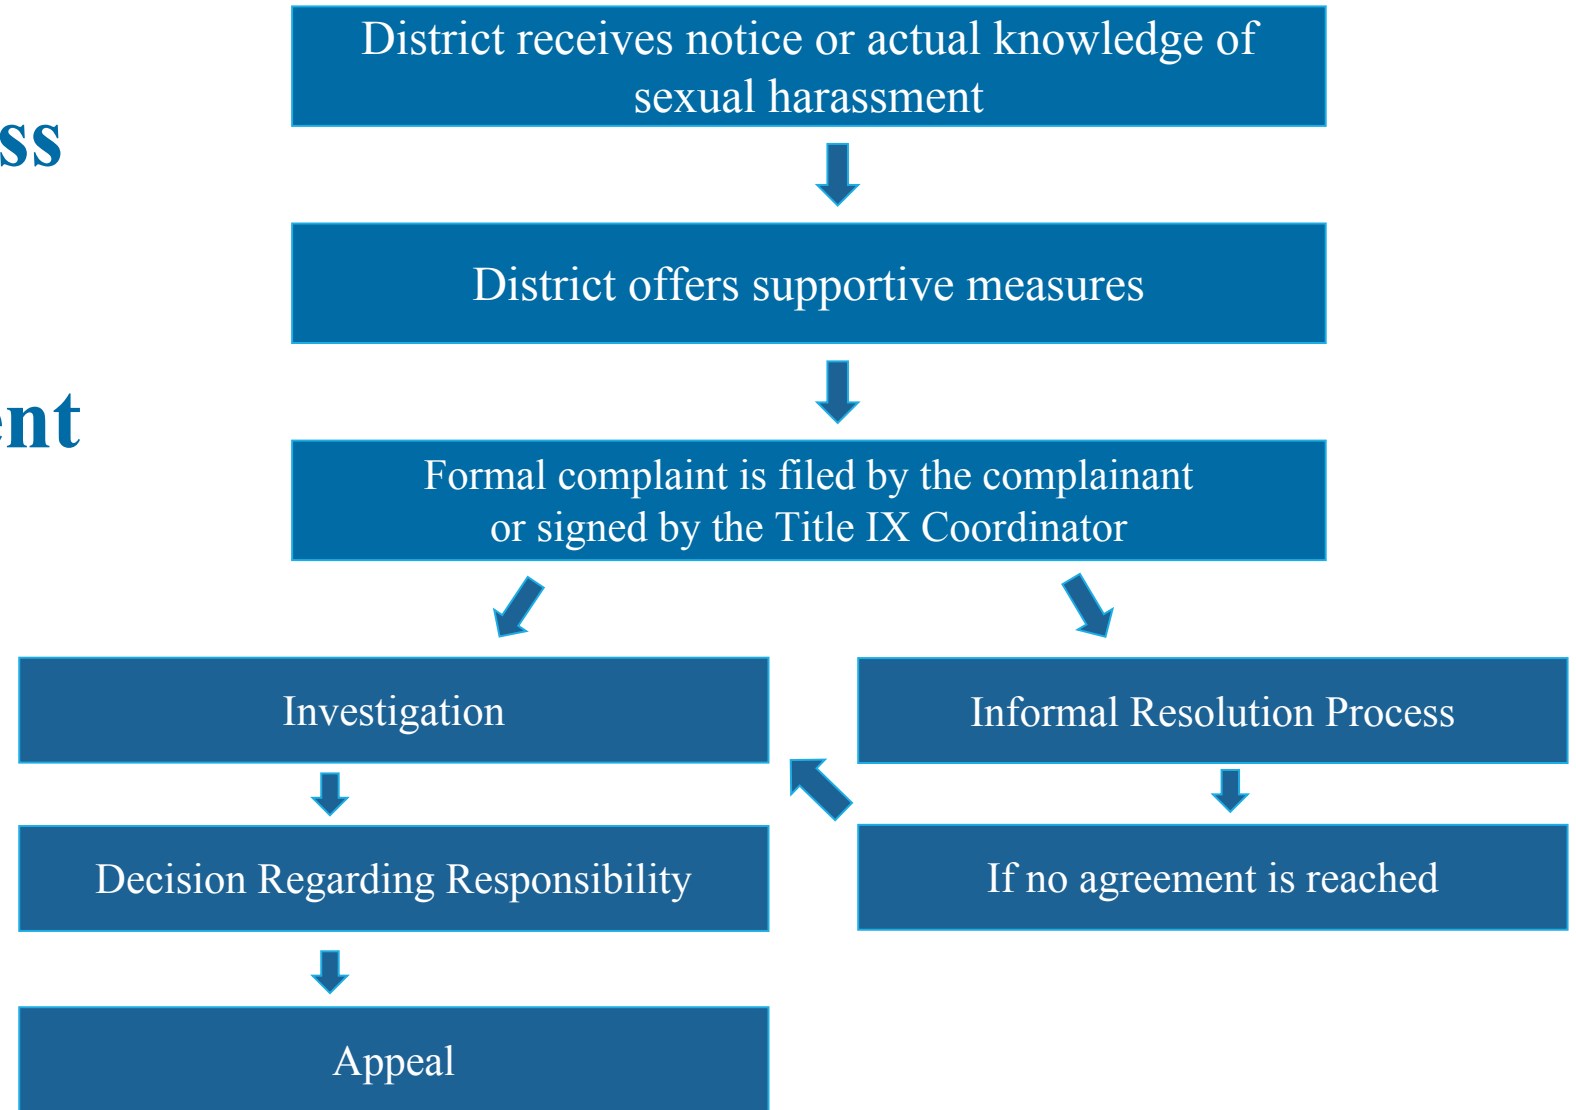 District receives notice or actual knowledge of
sexual harassment
ss
District offers supportive measures
ent
Formal complaint is filed by the complainant
or signed by the Title IX Coordinator
Investigation
Informal Resolution Process
Decision Regarding Responsibility
If no agreement is reached
Appeal